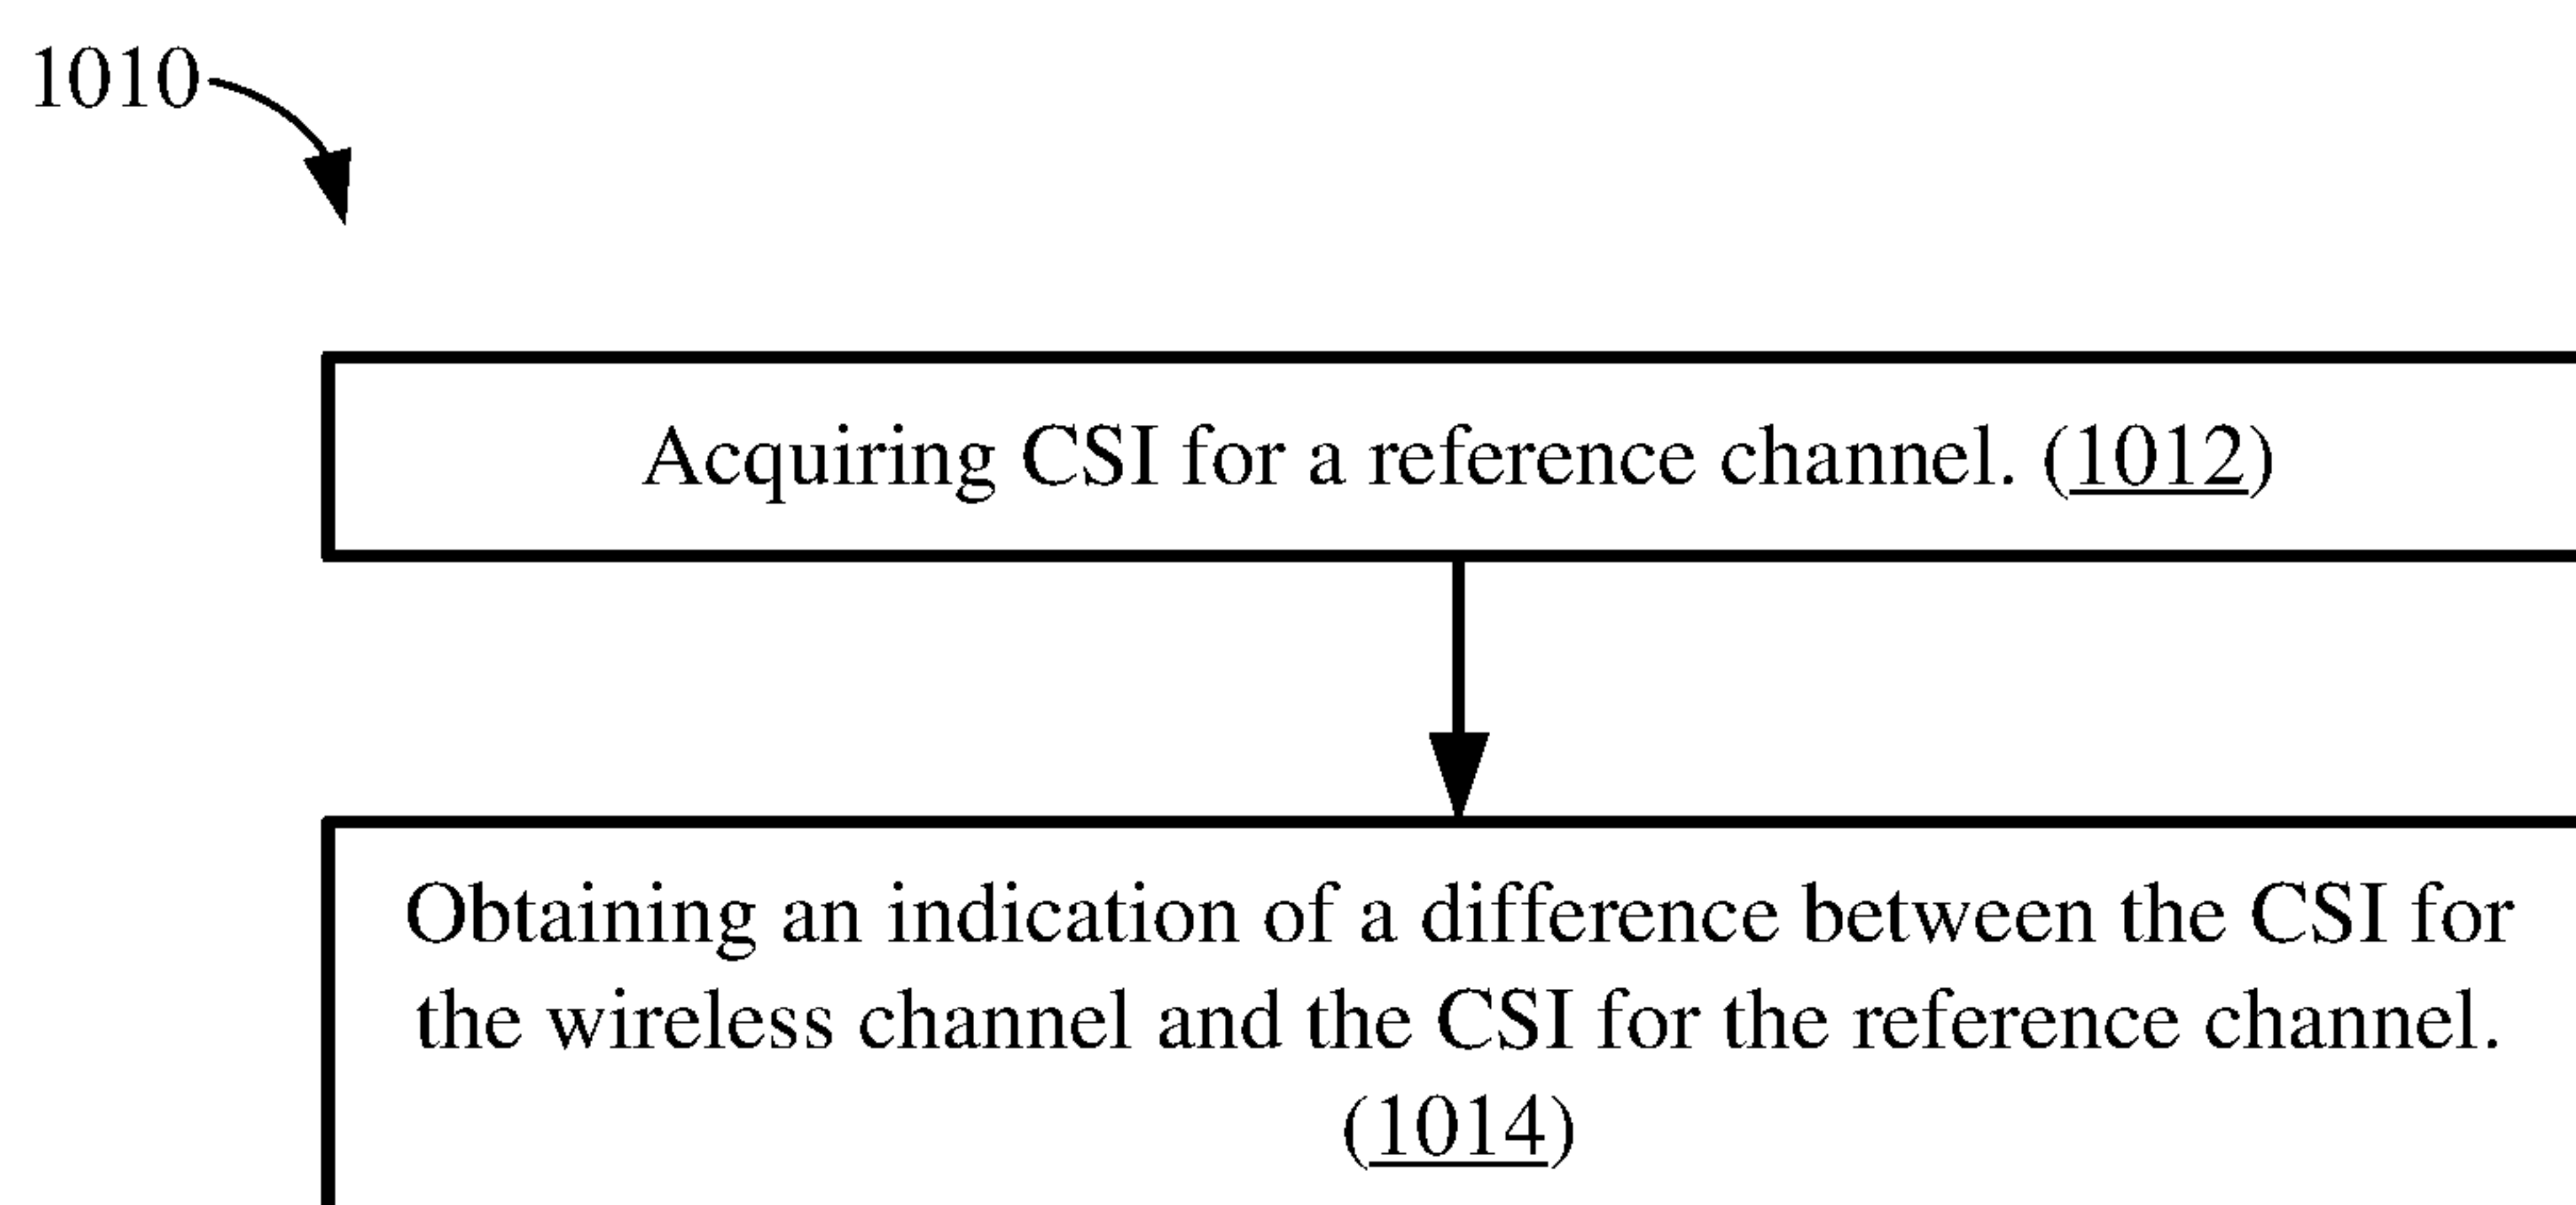 1010
Acquiring CSI for a reference channel. (1012)
Obtaining an indication of a difference between the CSI for
the wireless channel and the CSI for the reference channel.
(1014)